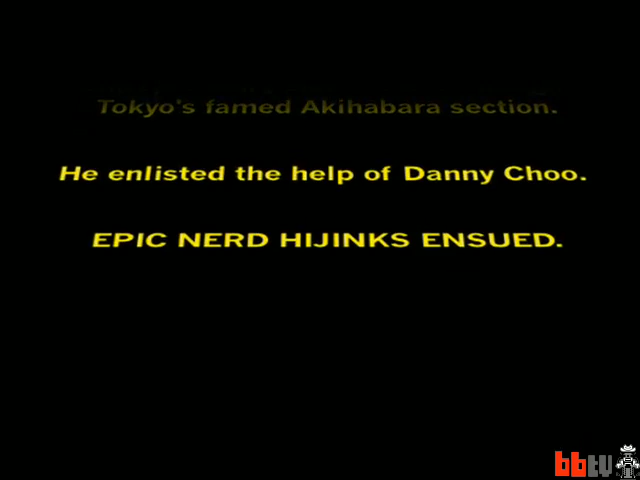 Tokyo's famed Akihabara section.
He enlisted the help of Danny Choo.
EPIC NERD HIJINKS ENSUED.
bbtv